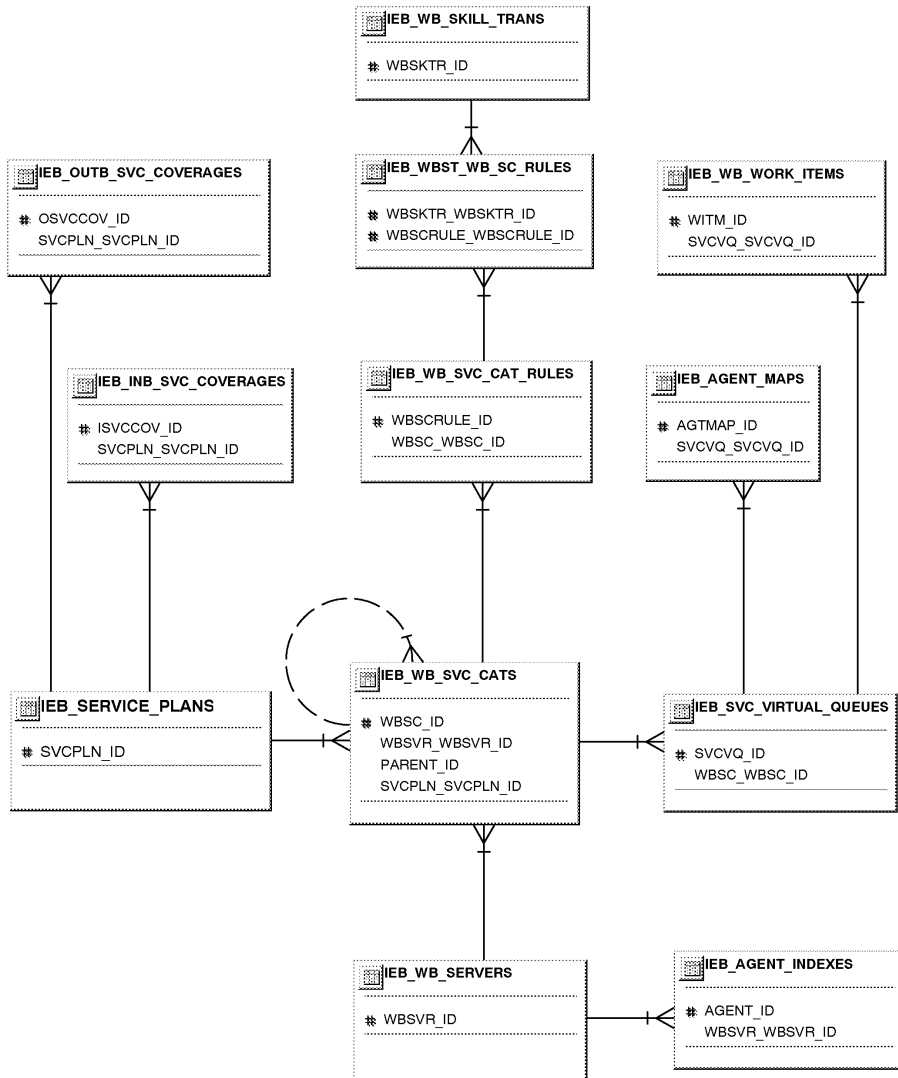 IEB_WB_SKILL_TRANS
# WBSKTR_ID
IEB_OUTB_SVC_COVERAGES
# OSVCCOV_ID
SVCPLN_SVCPLN_ID
IEB_WBST_WB_SC_RULES
# WBSKTR_WBSKTR_ID
# WBSCRULE_WBSCRULE_ID
IEB_WB_WORK_ITEMS
# WITM_ID
SVCVQ_SVCVQ_ID
IEB_INB_SVC_COVERAGES
# ISVCCOV_ID
SVCPLN_SVCPLN_ID
IEB_WB_SVC_CAT_RULES
# WBSCRULE_ID
WBSC_WBSC_ID
IEB_AGENT_MAPS
# AGTMAP_ID
SVCVQ_SVCVQ_ID
IEB_SERVICE_PLANS
# SVCPLN_ID
IEB_WB_SVC_CATS
# WBSC_ID
WBSVR_WBSVR_ID
PARENT_ID
SVCPLN_SVCPLN_ID
IEB_SVC_VIRTUAL_QUEUES
# SVCVQ_ID
WBSC_WBSC_ID
IEB_WB_SERVERS
# WBSVR_ID
IEB_AGENT_INDEXES
# AGENT_ID
WBSVR_WBSVR_ID